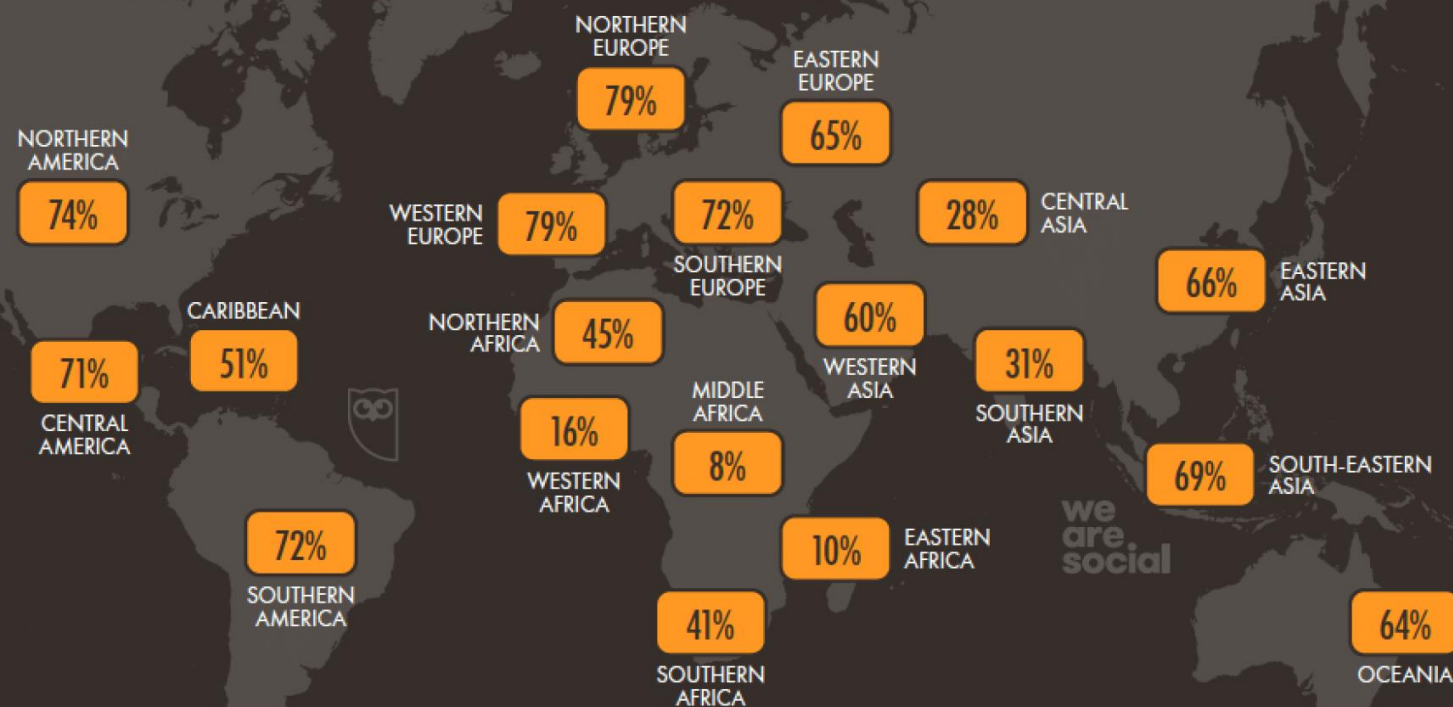 NORTHERN
EUROPE
79%
EASTERN
EUROPE
65%
NORTHERN
AMERICA
74%
WESTERN
EUROPE
79%
72%
SOUTHERN
EUROPE
28%
CENTRAL
ASIA
66%
EASTERN
ASIA
CARIBBEAN
51%
NORTHERN
AFRICA
45%
60%
WESTERN
ASIA
31%
SOUTHERN
ASIA
71%
CENTRAL
AMERICA
16%
WESTERN
AFRICA
MIDDLE
AFRICA
8%
69%
SOUTH-EASTERN
ASIA
we
are
social
72%
SOUTHERN
AMERICA
10%
EASTERN
AFRICA
41%
SOUTHERN
AFRICA
64%
OCEANIA